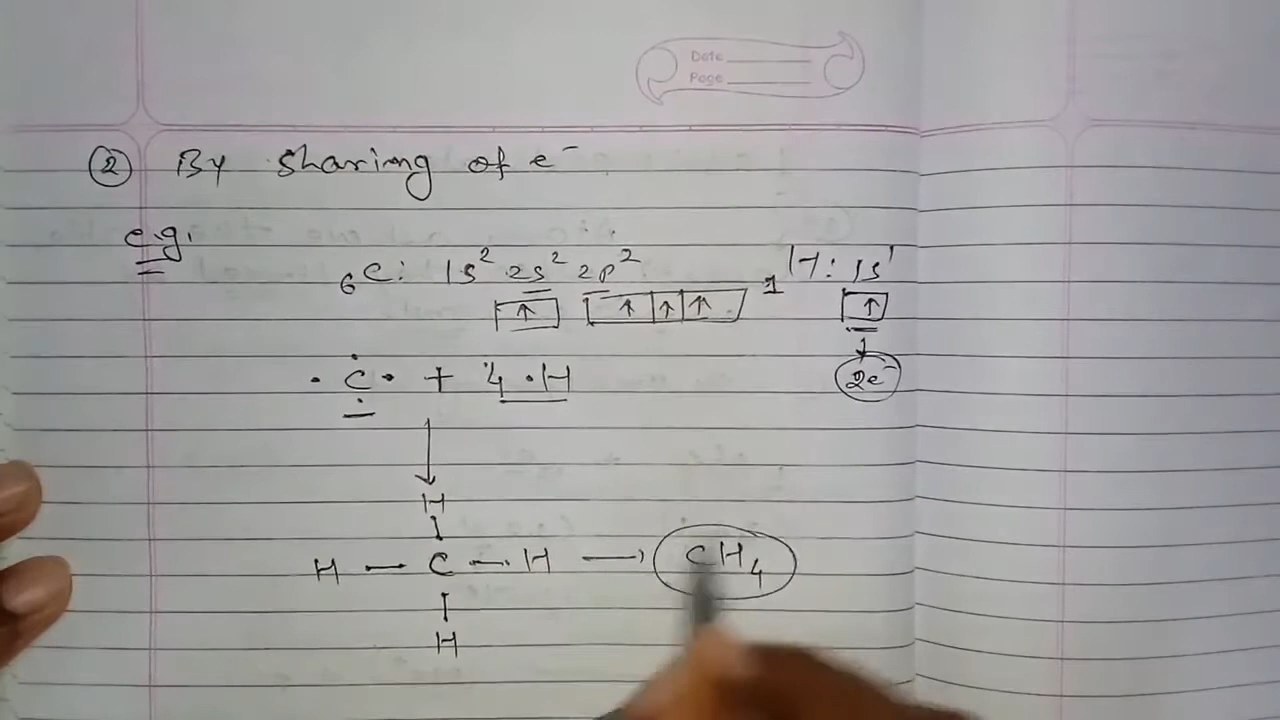 Date
Page
② By sharing of e⁻
e.g.
₆C: 1s² 2s² 2p² ₁H: 1s¹
↑ ↑ ↑ ↑ ↑
2e⁻
·C· + 4 ·H
H
H — C — H → CH₄
H